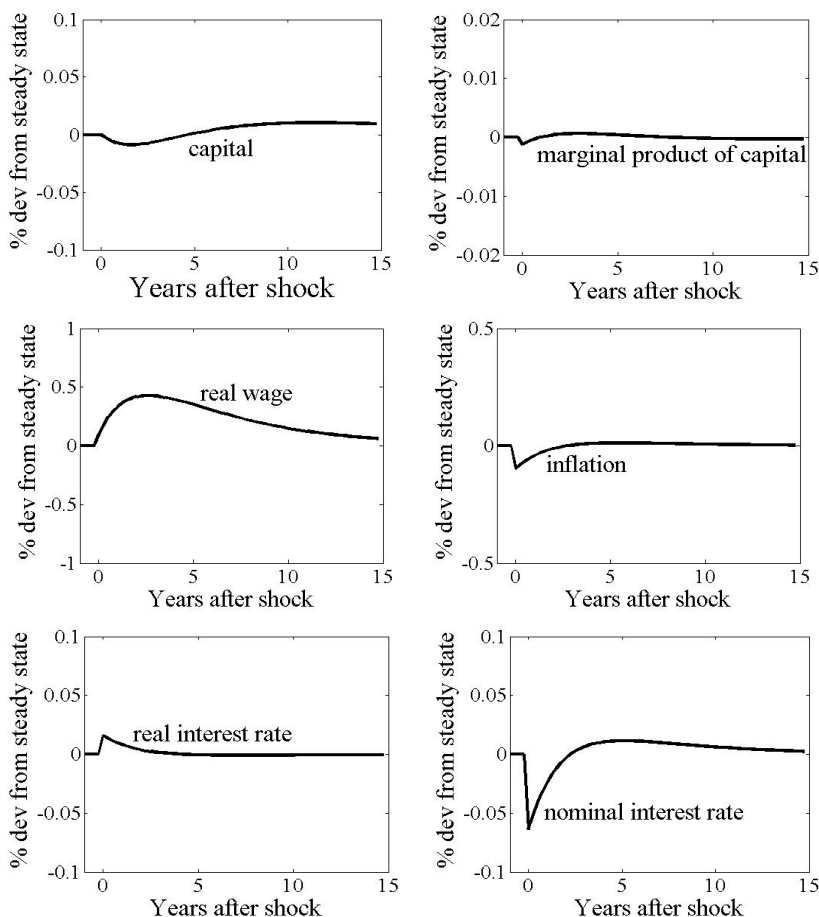 % dev from steady state
0.1
0.05
0
-0.05
-0.1
capital
0
5
10
15
Years after shock
% dev from steady state
0.02
0.01
0
-0.01
-0.02
marginal product of capital
0
5
10
15
Years after shock
% dev from steady state
1
0.5
0
-0.5
-1
real wage
0
5
10
15
Years after shock
% dev from steady state
0.5
0
-0.5
inflation
0
5
10
15
Years after shock
% dev from steady state
0.1
0.05
0
-0.05
-0.1
real interest rate
0
5
10
15
Years after shock
% dev from steady state
0.1
0.05
0
-0.05
-0.1
nominal interest rate
0
5
10
15
Years after shock